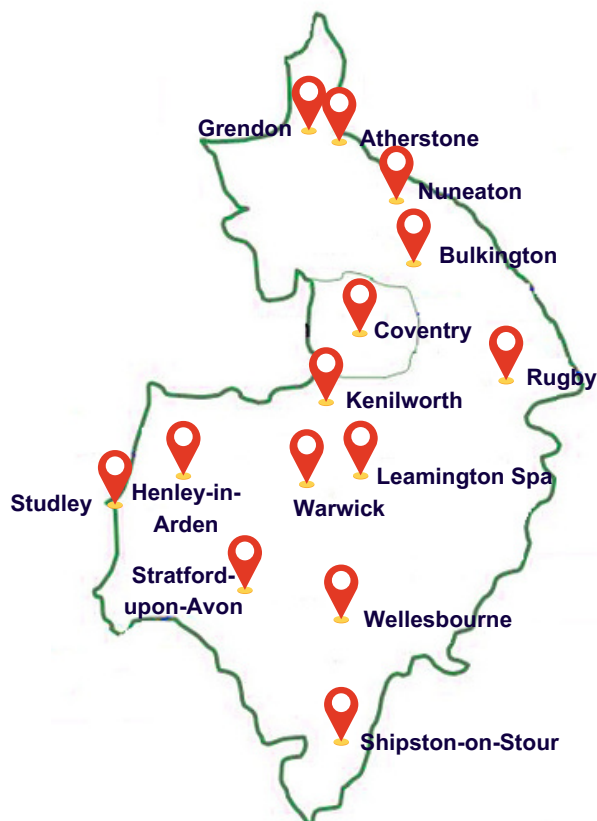 Grendon
Atherstone
Nuneaton
Bulkington
Coventry
Rugby
Kenilworth
Leamington Spa
Henley-in-
Arden
Studley
Warwick
Stratford-
upon-Avon
Wellesbourne
Shipston-on-Stour